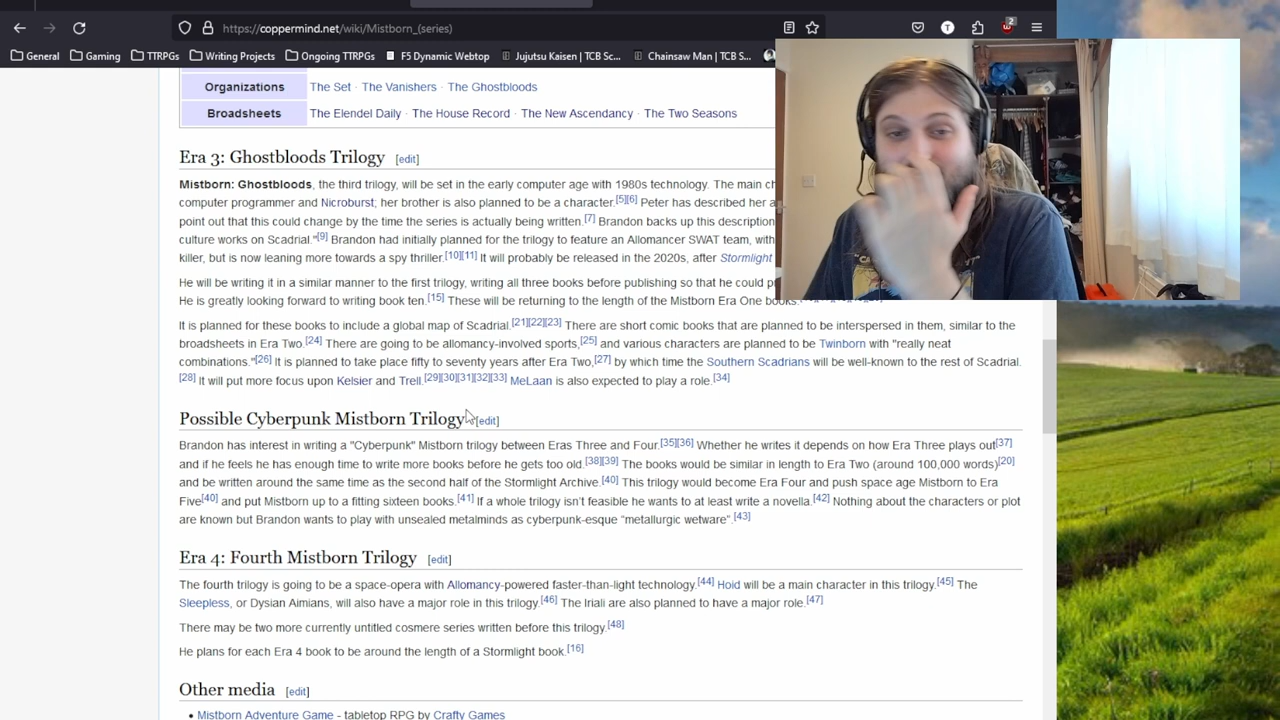 https://coppermind.net/wiki/Mistborn_(series)
T
2
General Gaming TTRPGs Writing Projects Ongoing TTRPGs F5 Dynamic Webtop Jujutsu Kaisen | TCB Sc... Chainsaw Man | TCB S...
Organizations The Set · The Vanishers · The Ghostbloods
Broadsheets The Elendel Daily · The House Record · The New Ascendancy · The Two Seasons
Era 3: Ghostbloods Trilogy [edit]
Mistborn: Ghostbloods, the third trilogy, will be set in the early computer age with 1980s technology. The main ch
computer programmer and Nicroburst; her brother is also planned to be a character.[5][6] Peter has described her a
point out that this could change by the time the series is actually being written.[7] Brandon backs up this description
culture works on Scadrial."[9] Brandon had initially planned for the trilogy to feature an Allomancer SWAT team, with
killer, but is now leaning more towards a spy thriller.[10][11] It will probably be released in the 2020s, after Stormlight
He will be writing it in a similar manner to the first trilogy, writing all three books before publishing so that he could p
He is greatly looking forward to writing book ten.[15] These will be returning to the length of the Mistborn Era One books.
It is planned for these books to include a global map of Scadrial.[21][22][23] There are short comic books that are planned to be interspersed in them, similar to the
broadsheets in Era Two.[24] There are going to be allomancy-involved sports,[25] and various characters are planned to be Twinborn with "really neat
combinations."[26] It is planned to take place fifty to seventy years after Era Two,[27] by which time the Southern Scadrians will be well-known to the rest of Scadrial.
[28] It will put more focus upon Kelsier and Trell.[29][30][31][32][33] MeLaan is also expected to play a role.[34]
Possible Cyberpunk Mistborn Trilogy [edit]
Brandon has interest in writing a "Cyberpunk" Mistborn trilogy between Eras Three and Four.[35][36] Whether he writes it depends on how Era Three plays out[37]
and if he feels he has enough time to write more books before he gets too old.[38][39] The books would be similar in length to Era Two (around 100,000 words)[20]
and be written around the same time as the second half of the Stormlight Archive.[40] This trilogy would become Era Four and push space age Mistborn to Era
Five[40] and put Mistborn up to a fitting sixteen books.[41] If a whole trilogy isn't feasible he wants to at least write a novella.[42] Nothing about the characters or plot
are known but Brandon wants to play with unsealed metalminds as cyberpunk-esque "metallurgic wetware".[43]
Era 4: Fourth Mistborn Trilogy [edit]
The fourth trilogy is going to be a space-opera with Allomancy-powered faster-than-light technology.[44] Hoid will be a main character in this trilogy.[45] The
Sleepless, or Dysian Aimians, will also have a major role in this trilogy.[46] The Iriali are also planned to have a major role.[47]
There may be two more currently untitled cosmere series written before this trilogy.[48]
He plans for each Era 4 book to be around the length of a Stormlight book.[16]
Other media [edit]
• Mistborn Adventure Game - tabletop RPG by Crafty Games